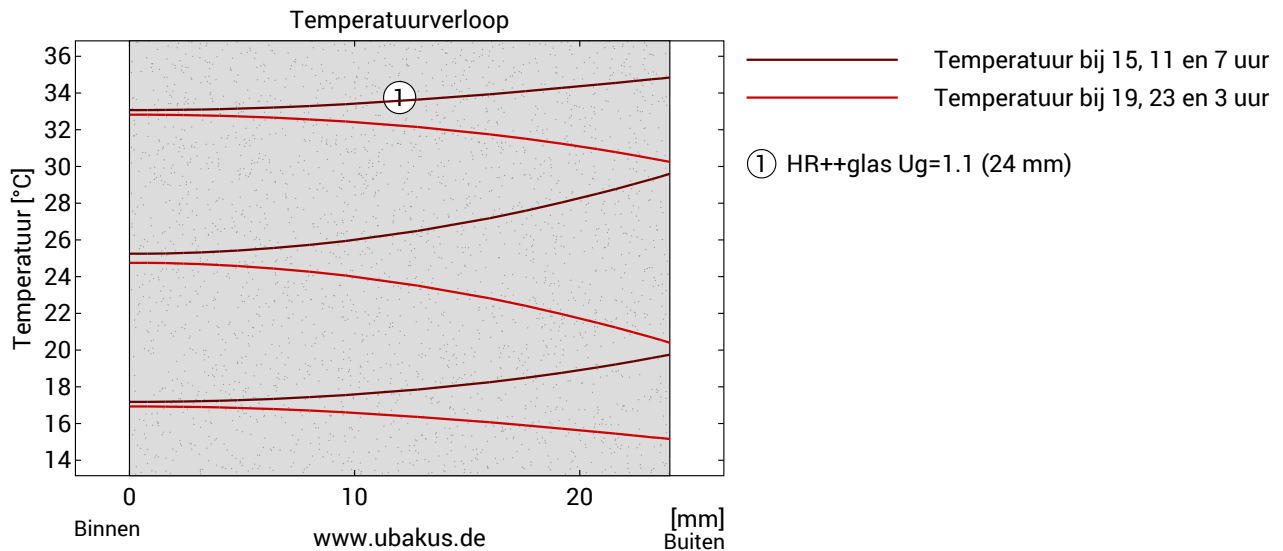 Temperatuurverloop
Temperatuur [°C]
36
34
32
30
28
26
24
22
20
18
16
14
1
0
10
20
[mm]
Binnen
www.ubakus.de
Buiten
Temperatuur bij 15, 11 en 7 uur
Temperatuur bij 19, 23 en 3 uur
1 HR++glas Ug=1.1 (24 mm)